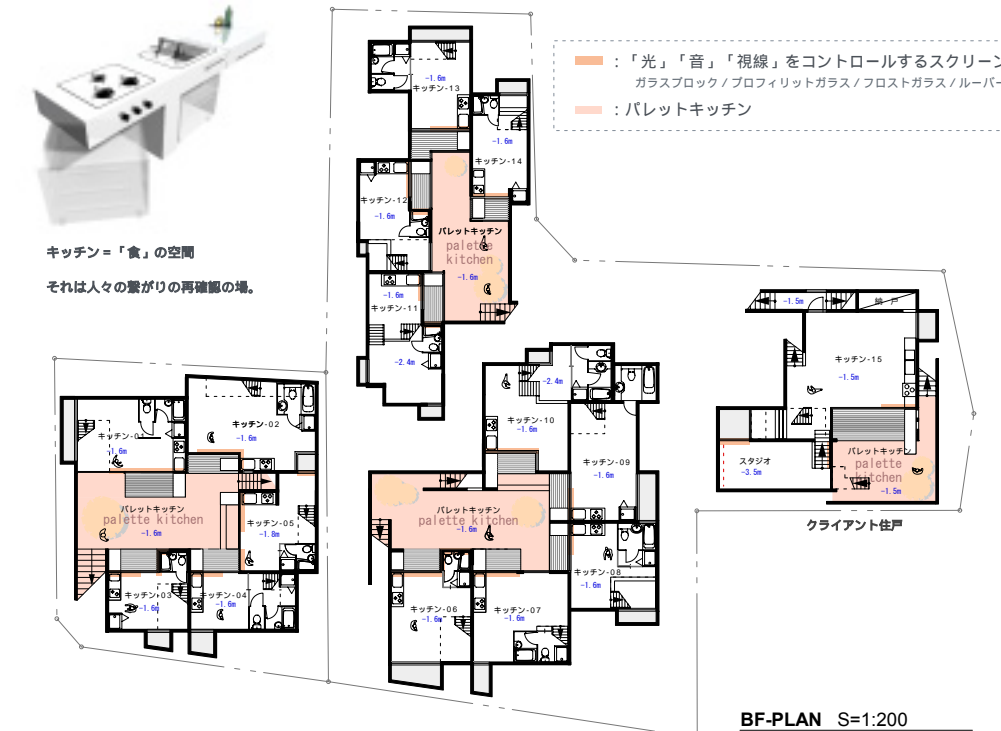 ：「光」「音」「視線」をコントロールするスクリーン
ガラスブロック / プロフィリットガラス / フロストガラス / ルーバー
：パレットキッチン
キッチン =「食」の空間
それは人々の繋がりの再確認の場。
-1.6m
キッチン-13
-1.6m
キッチン-14
キッチン-12
-1.6m
パレットキッチン
palette
kitchen
-1.6m
-1.6m
キッチン-11
-2.4m
-1.5m
納 戸
キッチン-15
-1.5m
スタジオ
-3.5m
パレットキッチン
palette
kitchen
-1.5m
クライアント住戸
キッチン-01
-1.6m
キッチン-02
-1.6m
パレットキッチン
palette kitchen
-1.6m
キッチン-05
-1.8m
キッチン-03
-1.6m
キッチン-04
-1.6m
-2.4m
キッチン-10
-1.6m
キッチン-09
-1.6m
パレットキッチン
palette kitchen
-1.6m
キッチン-08
-1.6m
キッチン-06
-1.6m
キッチン-07
-1.6m
BF-PLAN S=1:200